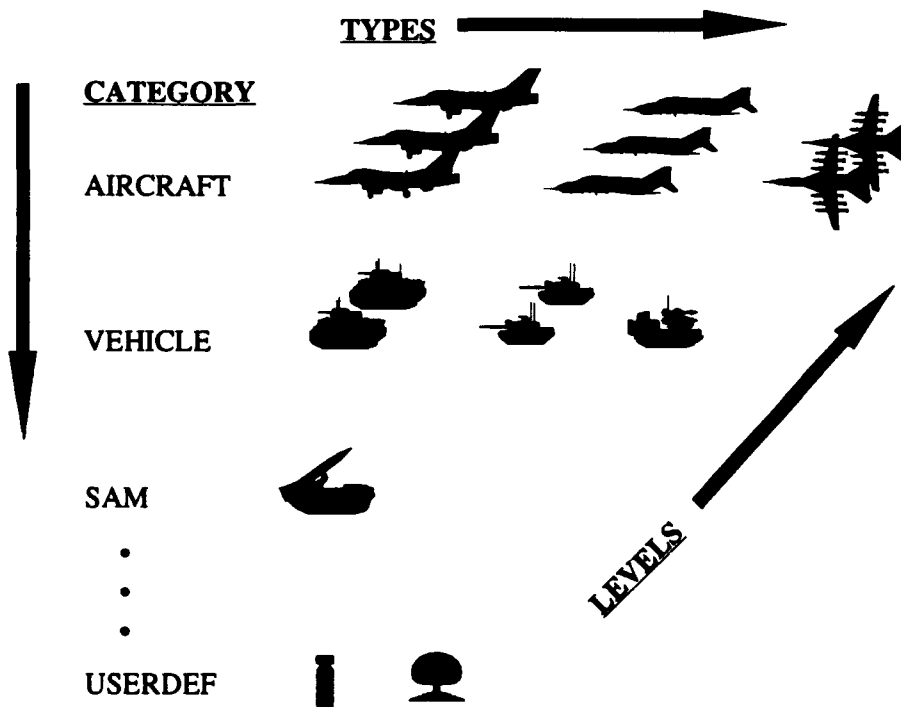 TYPES
CATEGORY
AIRCRAFT
VEHICLE
SAM
LEVELS
USERDEF